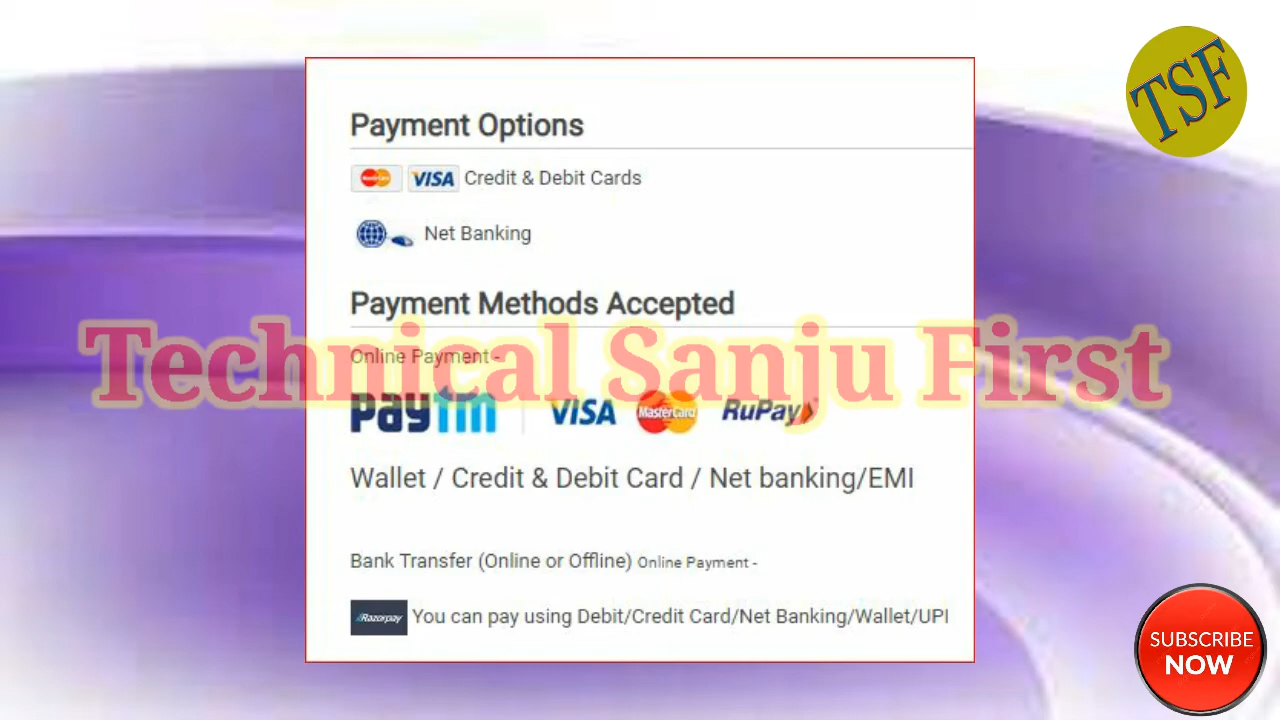 TSF
Payment Options
MasterCard VISA Credit & Debit Cards
Net Banking
Payment Methods Accepted
Technical Sanju First
Online Payment -
paytm VISA MasterCard RuPay
Wallet / Credit & Debit Card / Net banking/EMI
Bank Transfer (Online or Offline) Online Payment -
Razorpay You can pay using Debit/Credit Card/Net Banking/Wallet/UPI
SUBSCRIBE
NOW